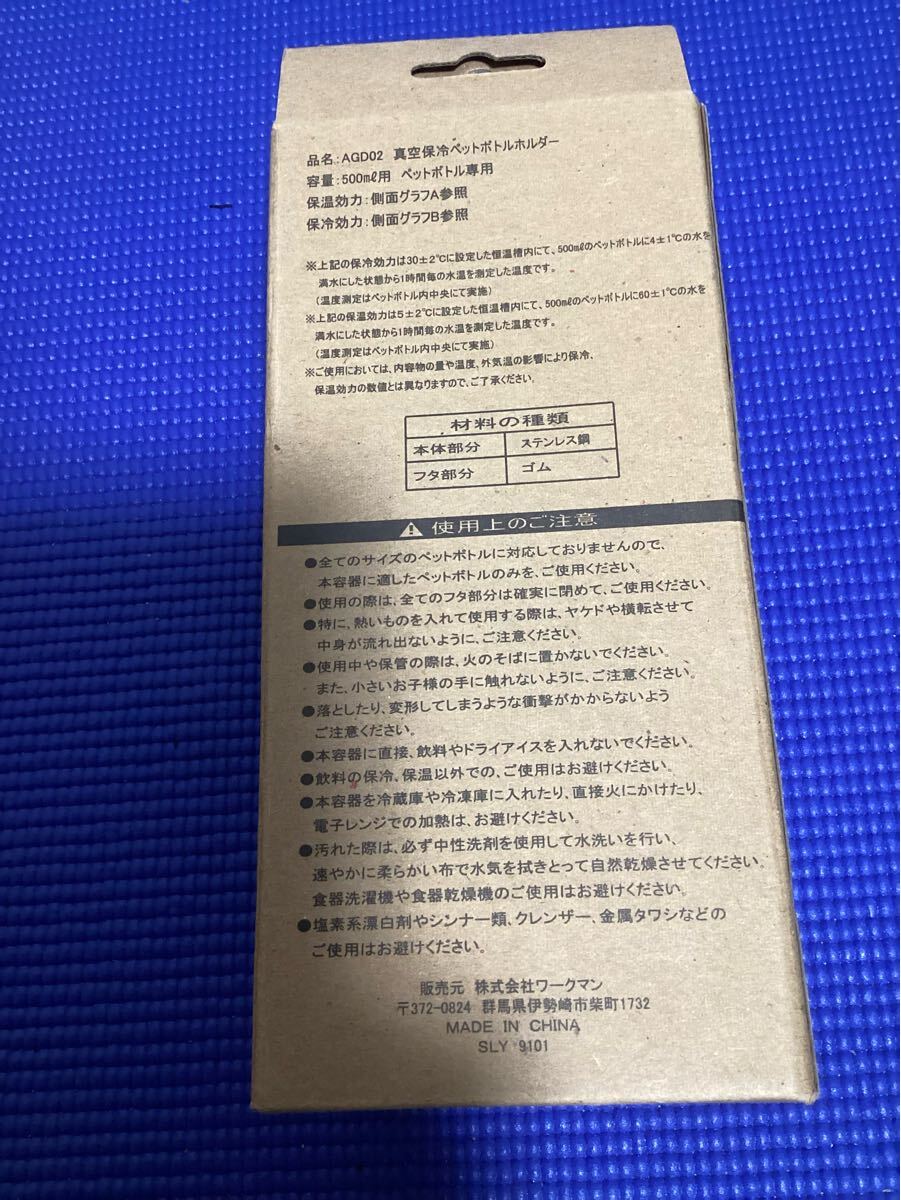 品名:AGD02 真空保冷ペットボトルホルダー
容量:500mℓ用 ペットボトル専用
保温効力:側面グラフA参照
保冷効力:側面グラフB参照
※上記の保冷効力は30±2℃に設定した恒温槽内にて、500mℓのペットボトルに4±1℃の水を
満水にした状態から1時間毎の水温を測定した温度です。
(温度測定はペットボトル内中央にて実施)
※上記の保温効力は5±2℃に設定した恒温槽内にて、500mℓのペットボトルに60±1℃の水を
満水にした状態から1時間毎の水温を測定した温度です。
(温度測定はペットボトル内中央にて実施)
※ご使用においては、内容物の量や温度、外気温の影響により保冷、
保温効力の数値とは異なりますので、ご了承ください。
材料の種類
本体部分 ステンレス鋼
フタ部分 ゴム
⚠ 使用上のご注意
●全てのサイズのペットボトルに対応しておりませんので、
本容器に適したペットボトルのみを、ご使用ください。
●使用の際は、全てのフタ部分は確実に閉めて、ご使用ください。
●特に、熱いものを入れて使用する際は、ヤケドや横転させて
中身が流れ出ないように、ご注意ください。
●使用中や保管の際は、火のそばに置かないでください。
また、小さいお子様の手に触れないように、ご注意ください。
●落としたり、変形してしまうような衝撃がかからないよう
ご注意ください。
●本容器に直接、飲料やドライアイスを入れないでください。
●飲料の保冷、保温以外での、ご使用はお避けください。
●本容器を冷蔵庫や冷凍庫に入れたり、直接火にかけたり、
電子レンジでの加熱は、お避けください。
●汚れた際は、必ず中性洗剤を使用して水洗いを行い、
速やかに柔らかい布で水気を拭きとって自然乾燥させてください。
食器洗濯機や食器乾燥機のご使用はお避けください。
●塩素系漂白剤やシンナー類、クレンザー、金属タワシなどの
ご使用はお避けください。
販売元 株式会社ワークマン
〒372-0824 群馬県伊勢崎市柴町1732
MADE IN CHINA
SLY 9101